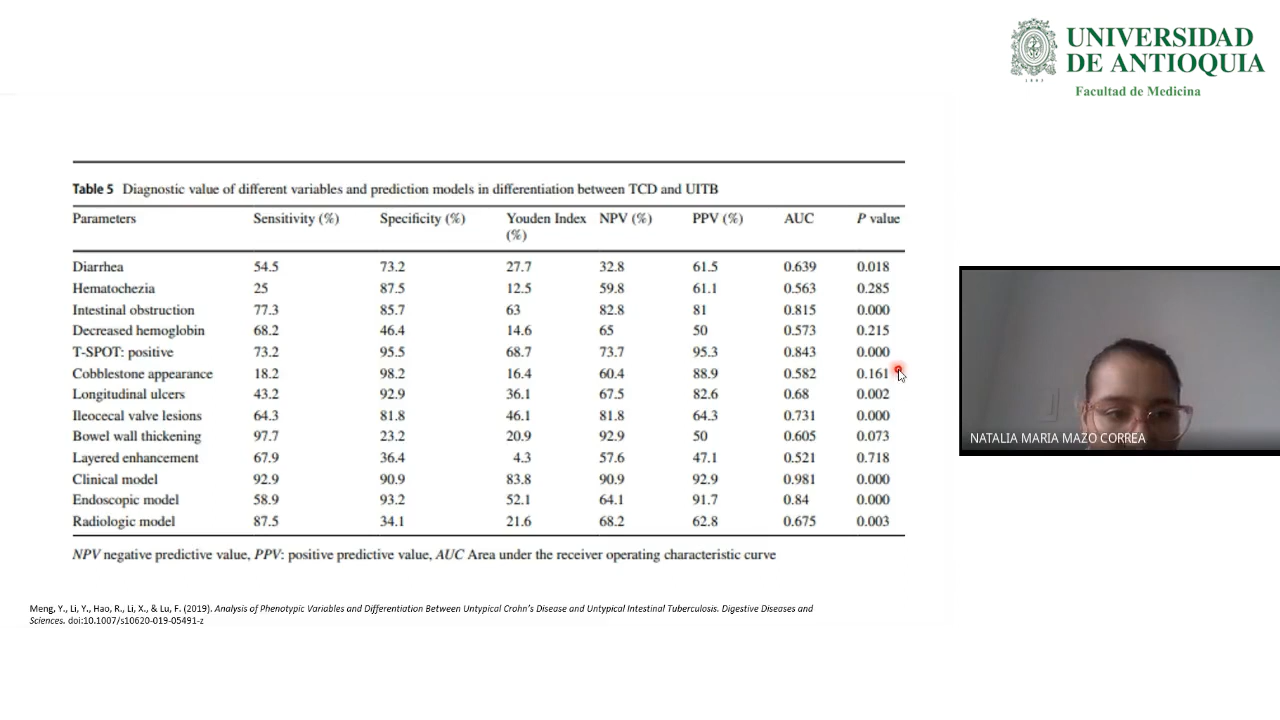 UNIVERSIDAD
DE ANTIOQUIA
1803
Facultad de Medicina
Table 5 Diagnostic value of different variables and prediction models in differentiation between TCD and UITB
Parameters Sensitivity (%) Specificity (%) Youden Index (%) NPV (%) PPV (%) AUC P value
Diarrhea 54.5 73.2 27.7 32.8 61.5 0.639 0.018
Hematochezia 25 87.5 12.5 59.8 61.1 0.563 0.285
Intestinal obstruction 77.3 85.7 63 82.8 81 0.815 0.000
Decreased hemoglobin 68.2 46.4 14.6 65 50 0.573 0.215
T-SPOT: positive 73.2 95.5 68.7 73.7 95.3 0.843 0.000
Cobblestone appearance 18.2 98.2 16.4 60.4 88.9 0.582 0.161
Longitudinal ulcers 43.2 92.9 36.1 67.5 82.6 0.68 0.002
Ileocecal valve lesions 64.3 81.8 46.1 81.8 64.3 0.731 0.000
Bowel wall thickening 97.7 23.2 20.9 92.9 50 0.605 0.073
Layered enhancement 67.9 36.4 4.3 57.6 47.1 0.521 0.718
Clinical model 92.9 90.9 83.8 90.9 92.9 0.981 0.000
Endoscopic model 58.9 93.2 52.1 64.1 91.7 0.84 0.000
Radiologic model 87.5 34.1 21.6 68.2 62.8 0.675 0.003
NPV negative predictive value, PPV: positive predictive value, AUC Area under the receiver operating characteristic curve
Meng, Y., Li, Y., Hao, R., Li, X., & Lu, F. (2019). Analysis of Phenotypic Variables and Differentiation Between Untypical Crohn's Disease and Untypical Intestinal Tuberculosis. Digestive Diseases and
Sciences. doi:10.1007/s10620-019-05491-z
NATALIA MARIA MAZO CORREA